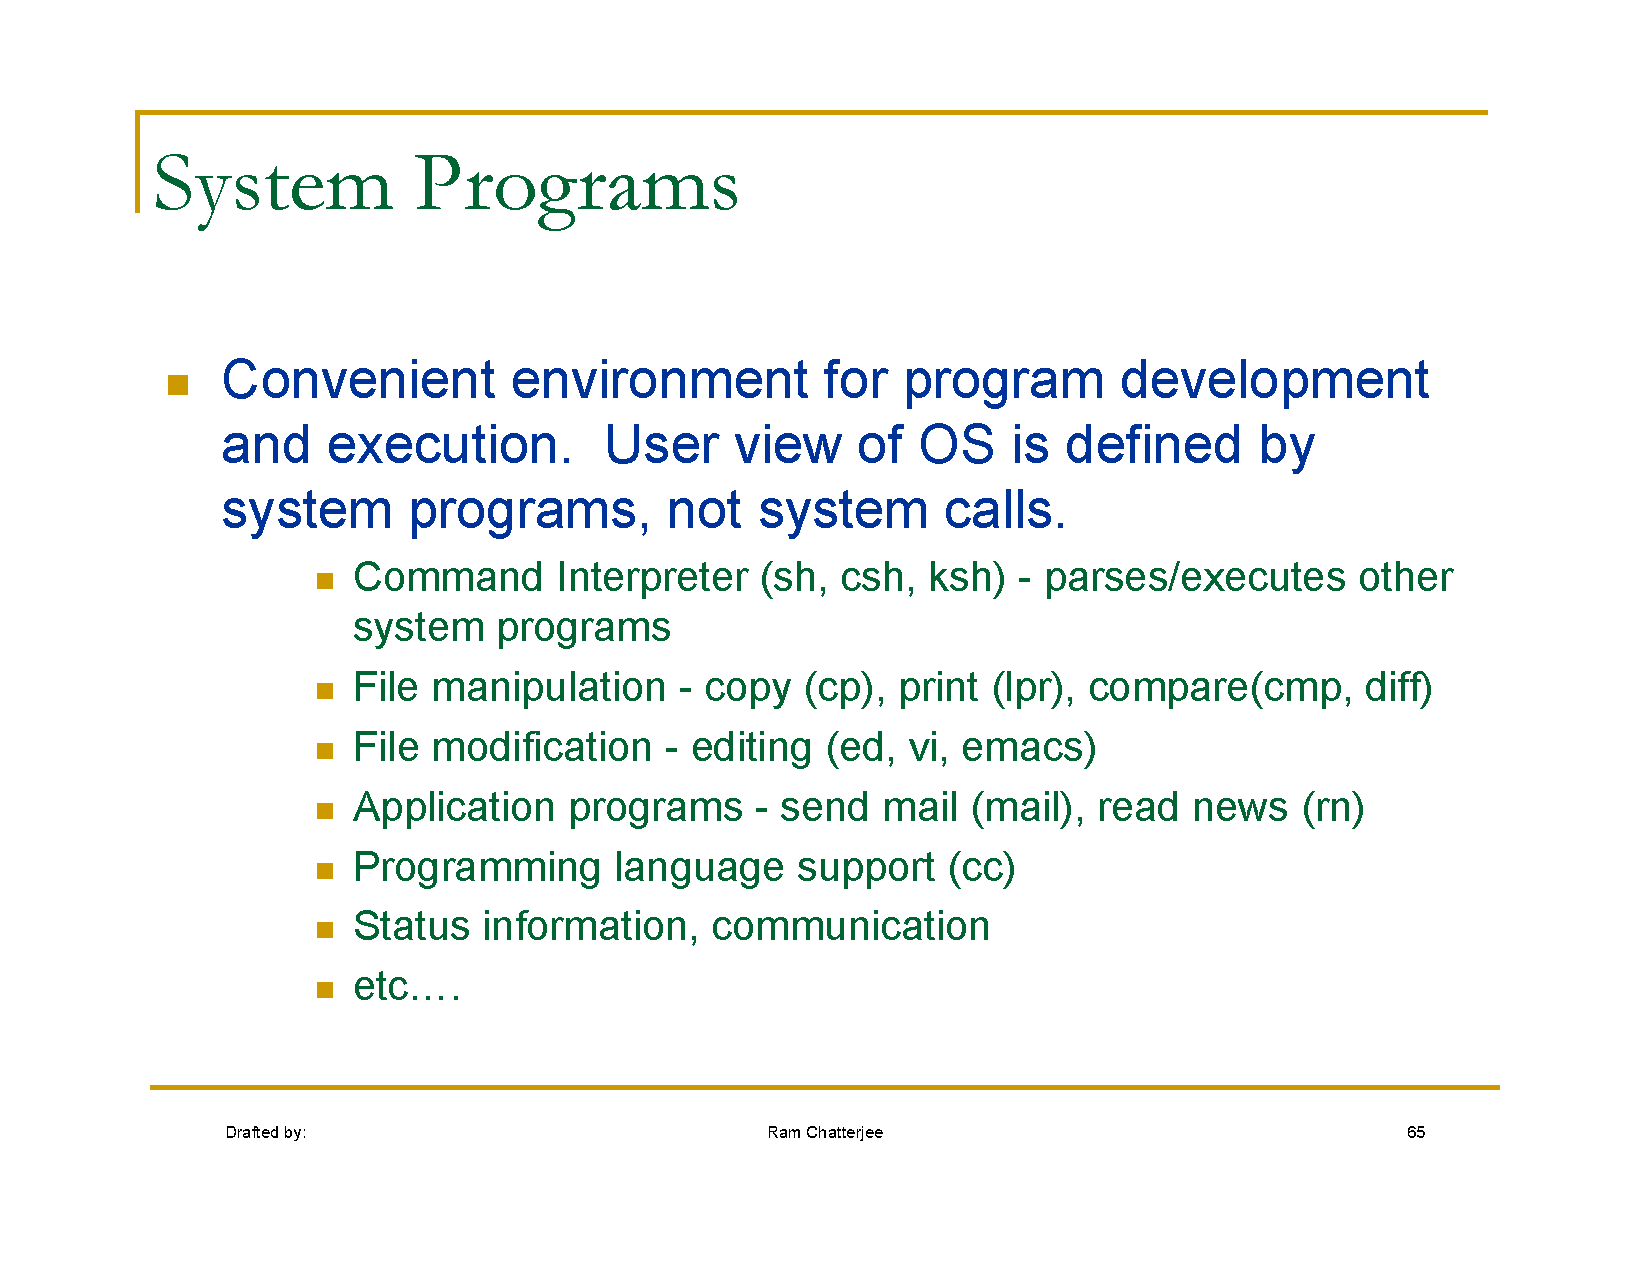 System Programs
Convenient environment for program development
and execution. User view of OS is defined by
system programs, not system calls.
Command Interpreter (sh, csh, ksh) - parses/executes other
system programs
File manipulation - copy (cp), print (lpr), compare(cmp, diff)
File modification - editing (ed, vi, emacs)
Application programs - send mail (mail), read news (rn)
Programming language support (cc)
Status information, communication
etc….
Drafted by: Ram Chatterjee 65